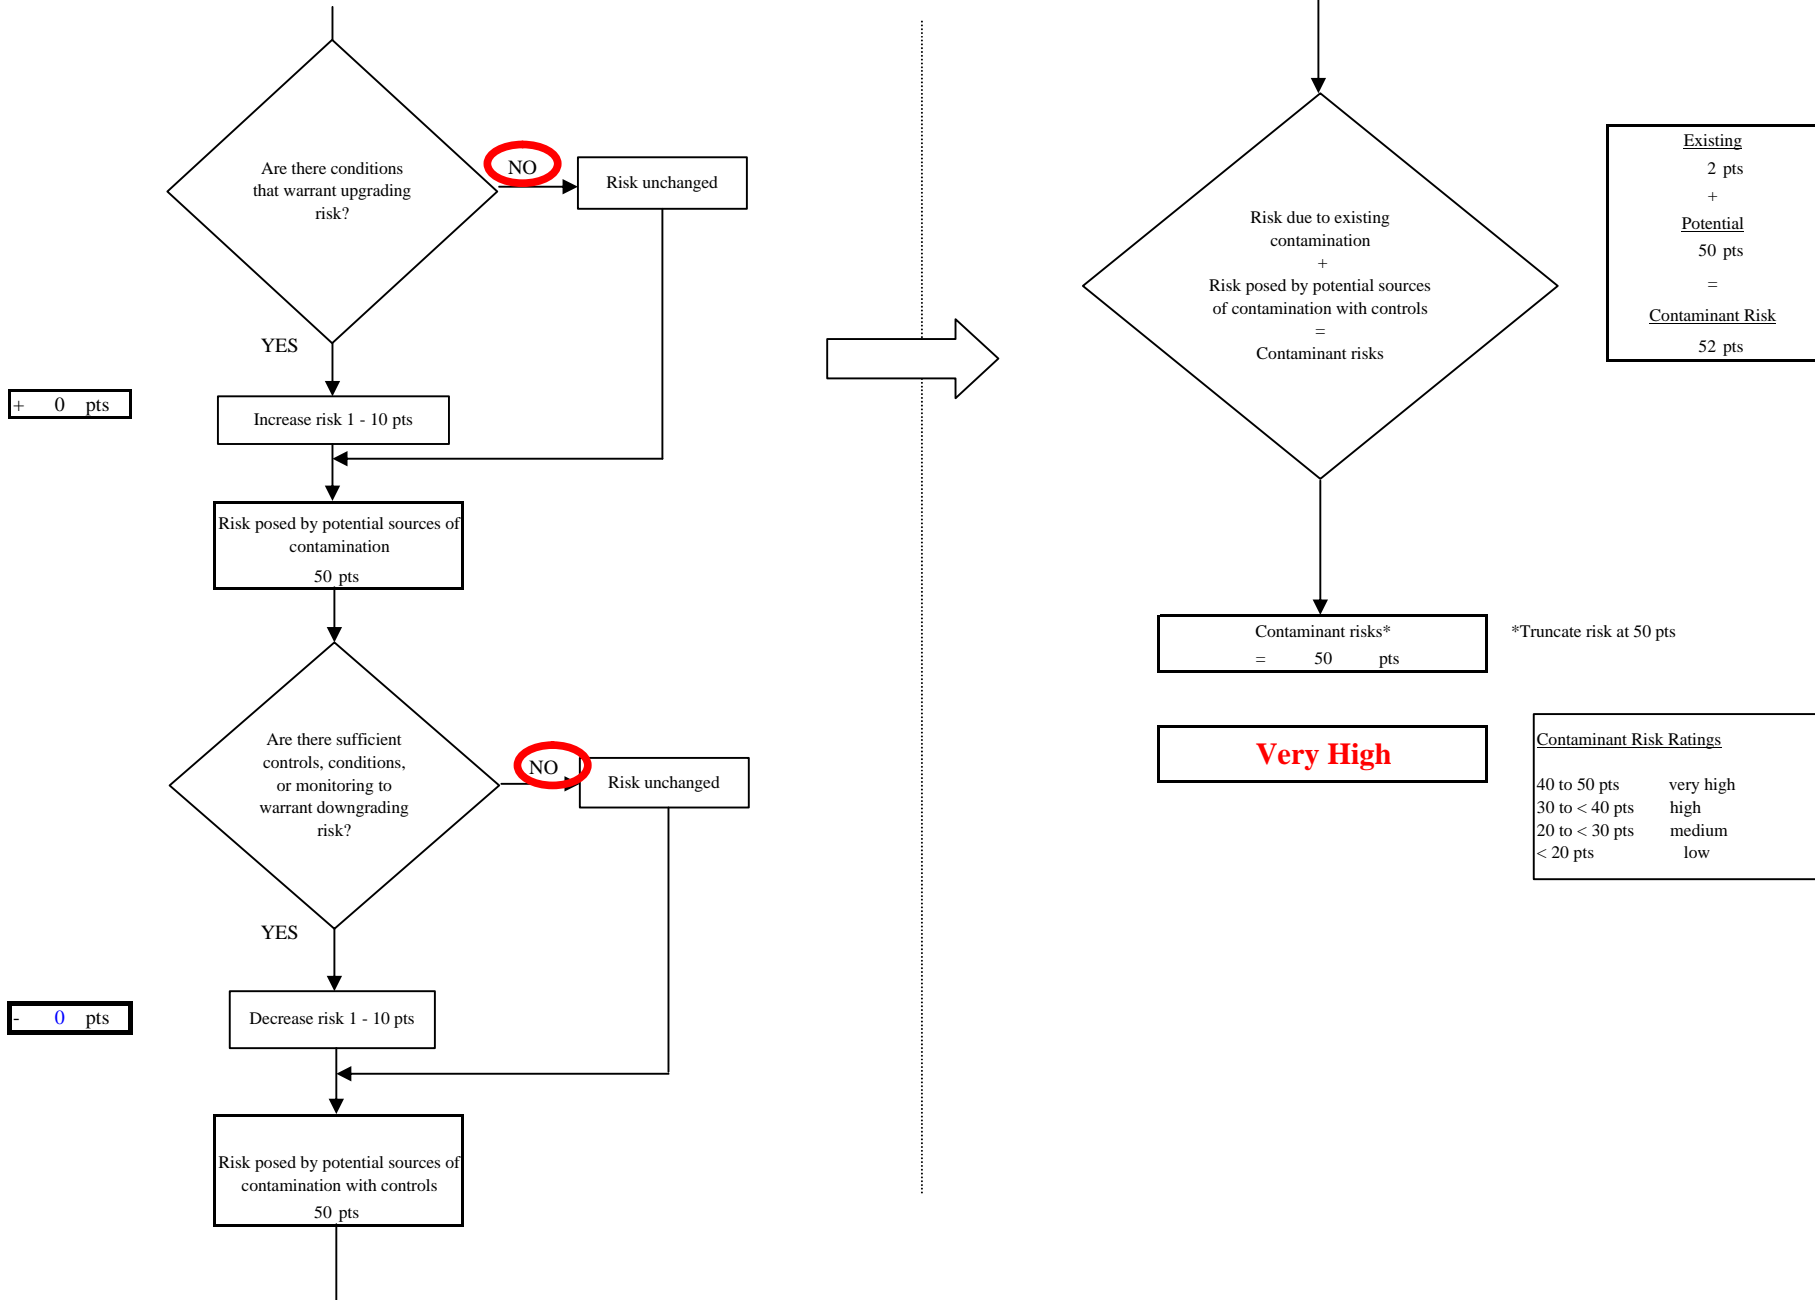 Are there conditions
that warrant upgrading
risk?
NO
Risk unchanged
YES
+ 0 pts
Increase risk 1 - 10 pts
Risk posed by potential sources of
contamination
50 pts
Are there sufficient
controls, conditions,
or monitoring to
warrant downgrading
risk?
NO
Risk unchanged
YES
- 0 pts
Decrease risk 1 - 10 pts
Risk posed by potential sources of
contamination with controls
50 pts
Risk due to existing
contamination
+
Risk posed by potential sources
of contamination with controls
=
Contaminant risks
Existing
2 pts
+
Potential
50 pts
=
Contaminant Risk
52 pts
Contaminant risks*
= 50 pts
*Truncate risk at 50 pts
Very High
Contaminant Risk Ratings
40 to 50 pts very high
30 to < 40 pts high
20 to < 30 pts medium
< 20 pts low